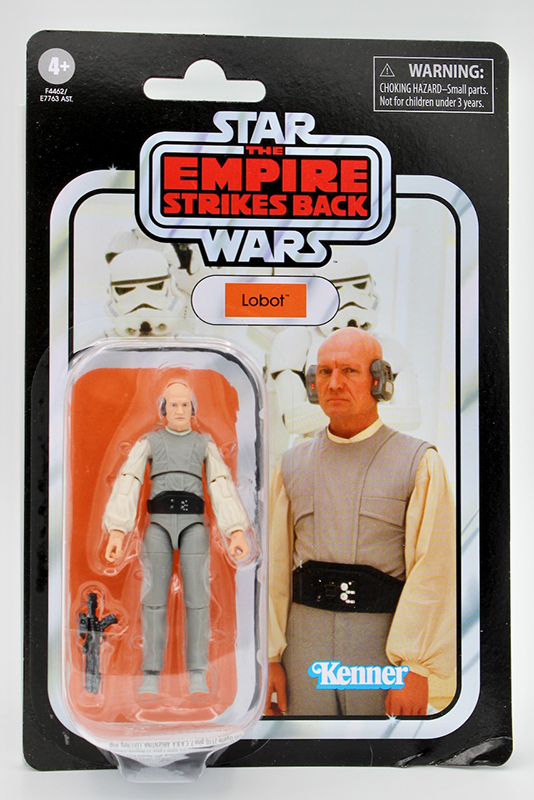 4+
F4462/
E7763 AST.
WARNING:
CHOKING HAZARD–Small parts.
Not for children under 3 years.
STAR
THE
EMPIRE
STRIKES BACK
WARS
Lobot™
Kenner